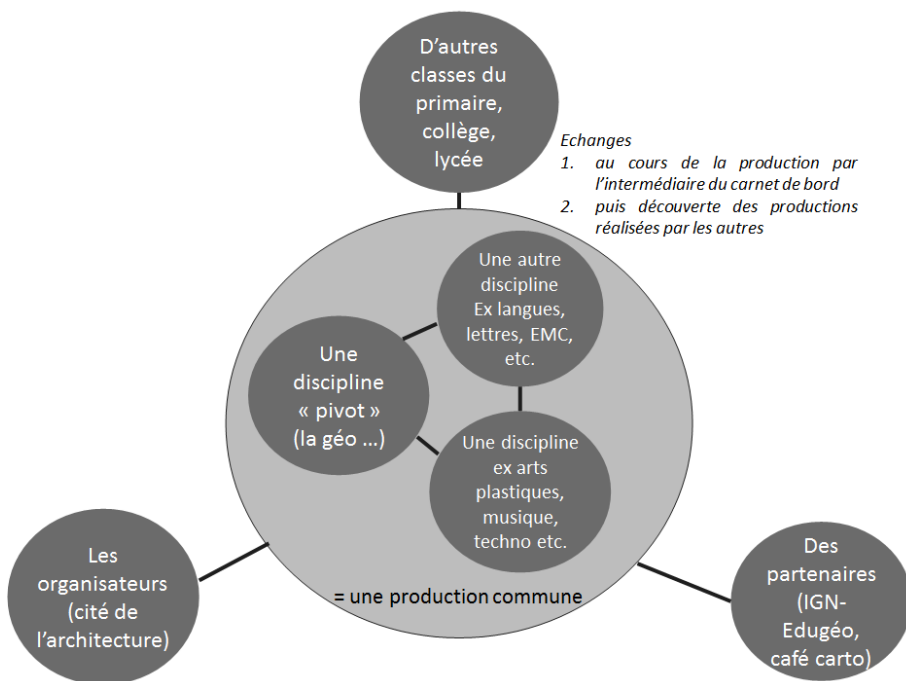 D'autres
classes du
primaire,
collège,
lycée
Echanges
1. au cours de la production par
l'intermédiaire du carnet de bord
2. puis découverte des productions
réalisées par les autres
Une autre
discipline
Ex langues,
lettres, EMC,
etc.
Une
discipline
« pivot »
(la géo ...)
Une discipline
ex arts
plastiques,
musique,
techno etc.
= une production commune
Les
organisateurs
(cité de
l'architecture)
Des
partenaires
(IGN-
Edugéo,
café carto)